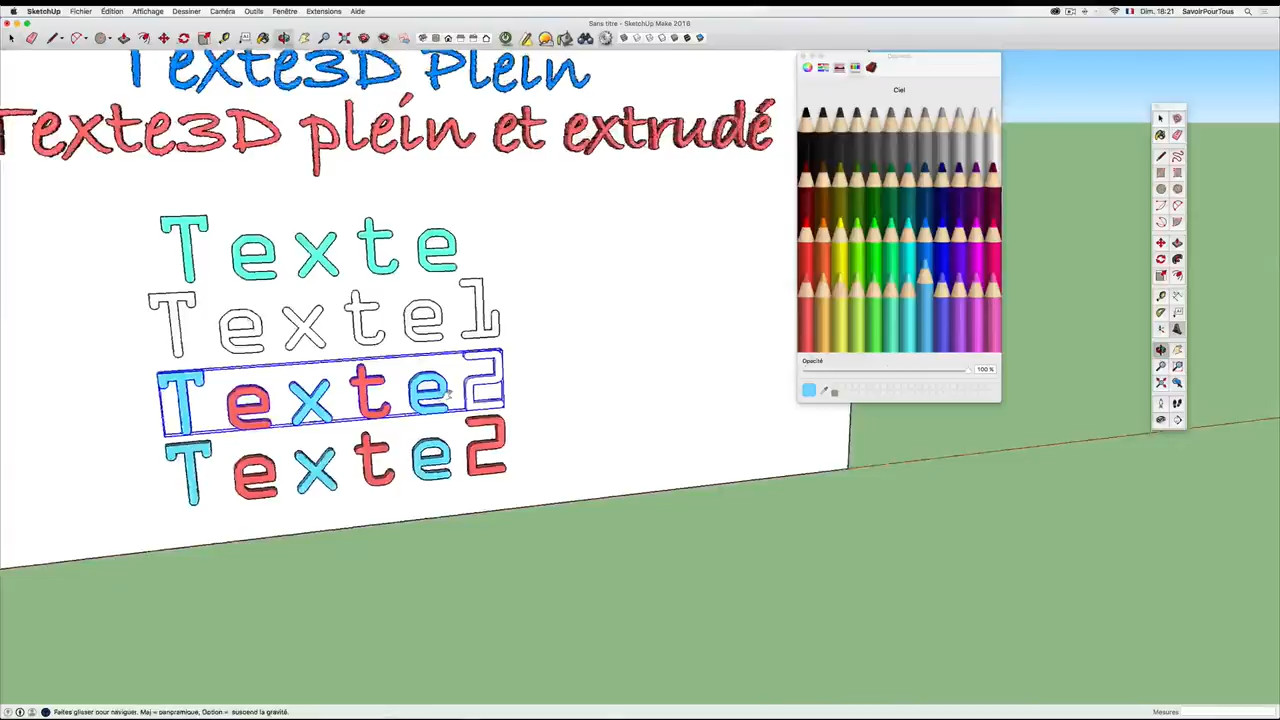 SketchUp Fichier Édition Affichage Dessiner Caméra Outils Fenêtre Extensions Aide
Dim. 18:21 SavoirPourTous
Sans titre - SketchUp Make 2016
Texte3D Plein
Texte3D plein et extrudé
Texte
Texte1
Texte2
Texte2
Ciel
Opacité
100 %
Faites glisser pour naviguer. Maj = panoramique, Option = suspend la gravité.
Mesures